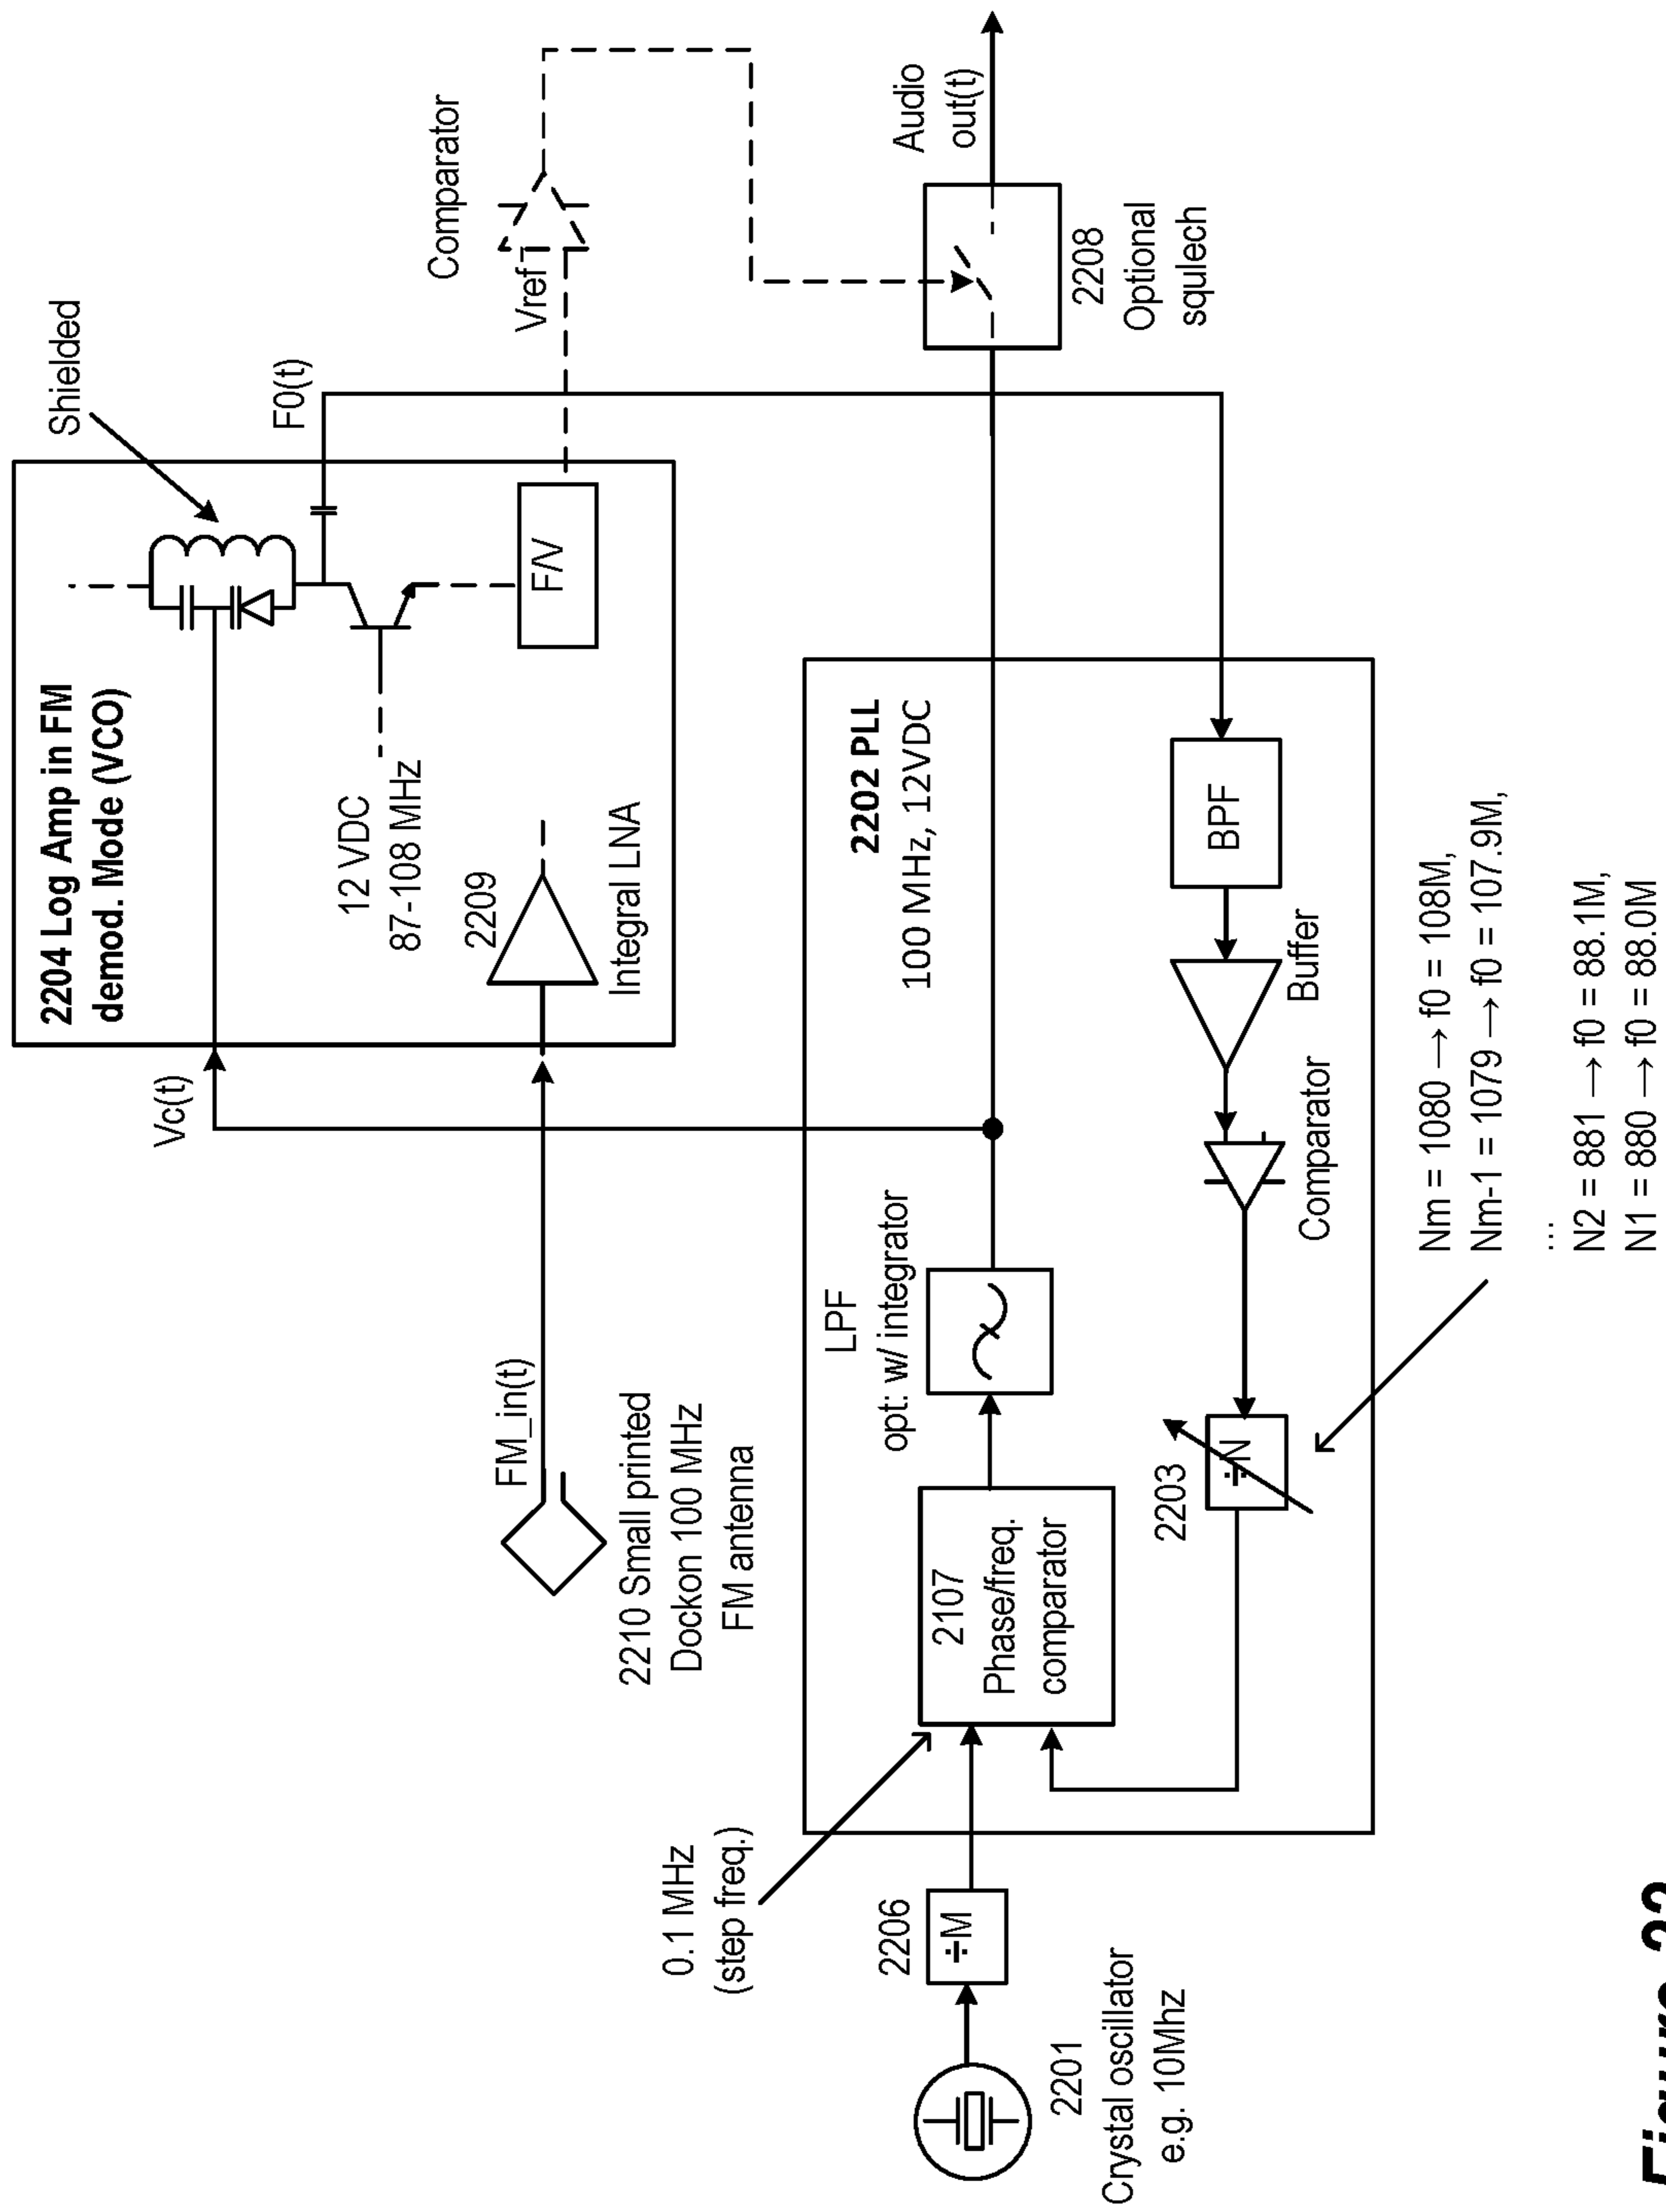 2204 Log Amp in FM
demod. Mode (VCO)
Shielded
F0(t)
Vc(t)
12 VDC
87-108 MHz
2209
Integral LNA
F/V
Comparator
Vref
FM_in(t)
2210 Small printed
Dockon 100 MHz
FM antenna
Audio
out(t)
2208
Optional
squlech
2202 PLL
100 MHz, 12VDC
LPF
opt: w/ integrator
0.1 MHz
(step freq.)
2107
Phase/freq.
comparator
2206
÷M
2201
Crystal oscillator
e.g. 10Mhz
2203
÷N
Comparator
Buffer
BPF
Nm = 1080 → f0 = 108M,
Nm-1 = 1079 → f0 = 107.9M,
...
N2 = 881 → f0 = 88.1M,
N1 = 880 → f0 = 88.0M
Figure 22